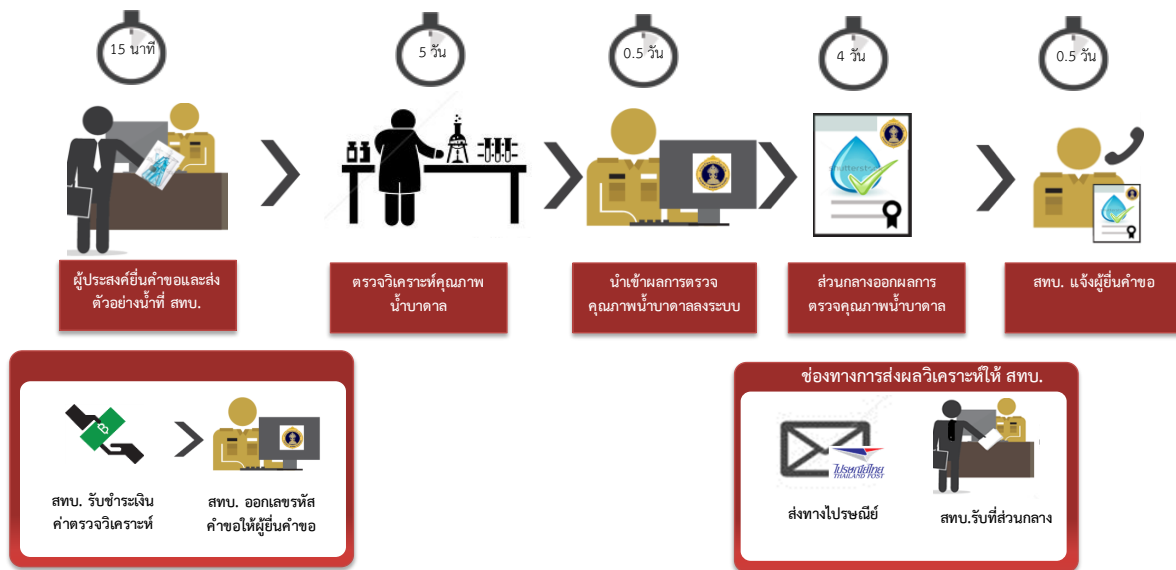 15 นาที
5 วัน
0.5 วัน
4 วัน
0.5 วัน
ผู้ประสงค์ยื่นคำขอและส่ง
ตัวอย่างน้ำที่ สทบ.
ตรวจวิเคราะห์คุณภาพ
น้ำบาดาล
นำเข้าผลการตรวจ
คุณภาพน้ำบาดาลลงระบบ
ส่วนกลางออกผลการ
ตรวจคุณภาพน้ำบาดาล
สทบ. แจ้งผู้ยื่นคำขอ
สทบ. รับชำระเงิน
ค่าตรวจวิเคราะห์
สทบ. ออกเลขรหัส
คำขอให้ผู้ยื่นคำขอ
ช่องทางการส่งผลวิเคราะห์ให้ สทบ.
ไปรษณีย์ไทย
THAILAND POST
ส่งทางไปรษณีย์
สทบ.รับที่ส่วนกลาง